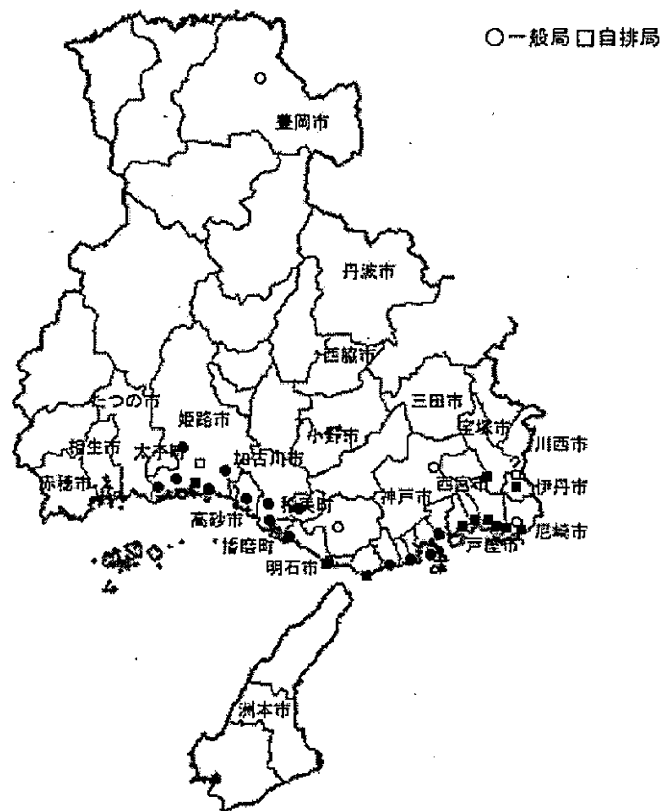 ○一般局 □自排局
豊岡市
丹波市
西脇市
たつの市
姫路市
三田市
宝塚市
川西市
相生市
太子町
加古川市
小野市
赤穂市
西宮市
伊丹市
神戸市
稲美町
高砂市
尼崎市
播磨町
芦屋市
明石市
洲本市